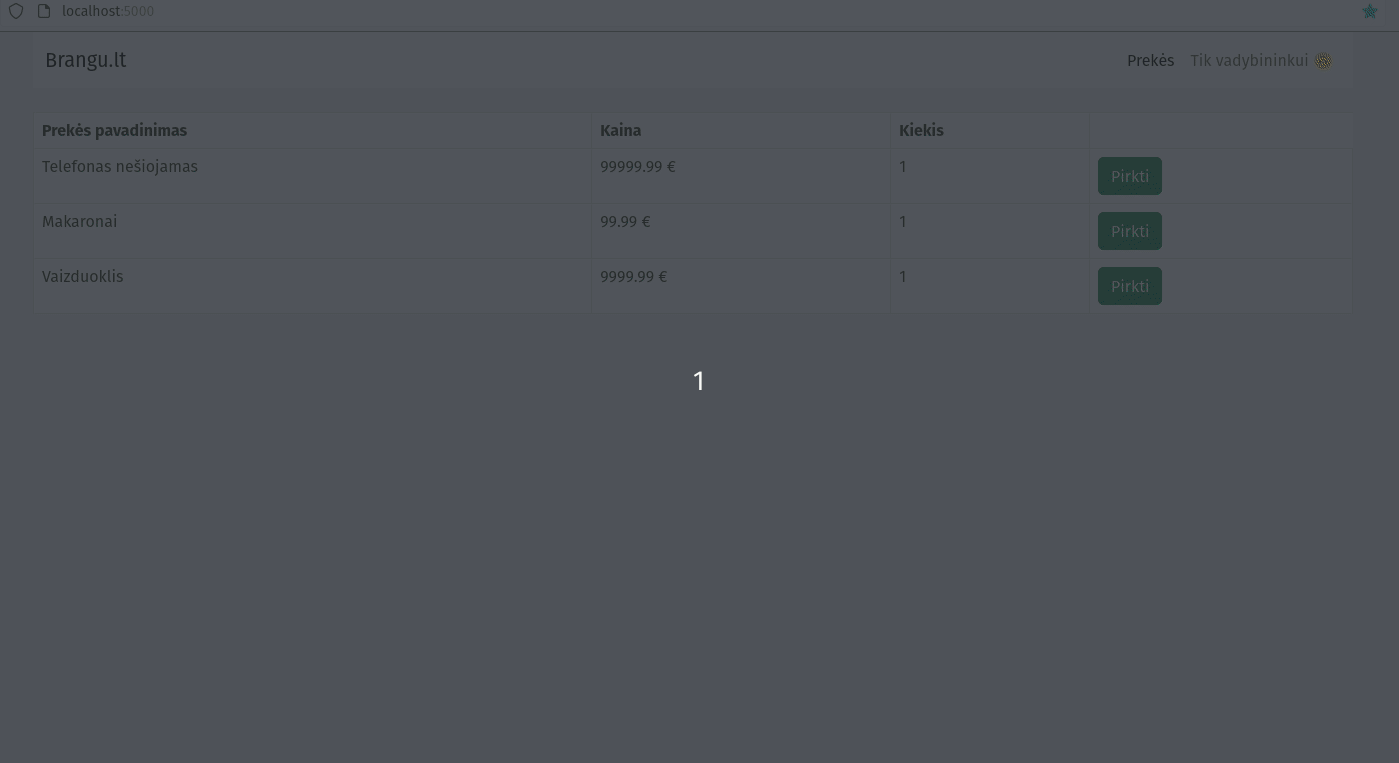 localhost:5000
Brangu.lt
Prekės Tik vadybininkui
Prekės pavadinimas Kaina Kiekis
Telefonas nešiojamas 99999.99 € 1 Pirkti
Makaronai 99.99 € 1 Pirkti
Vaizduoklis 9999.99 € 1 Pirkti
1